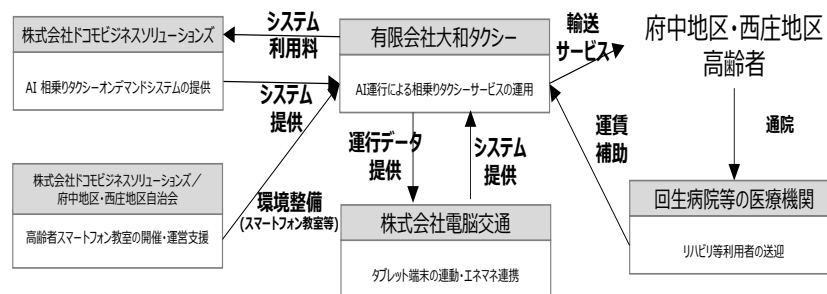 株式会社ドコモビジネスソリューションズ
AI 相乗りタクシーオンデマンドシステムの提供
システム
利用料
システム
提供
有限会社大和タクシー
AI運行による相乗りタクシーサービスの運用
輸送
サービス
府中地区・西庄地区
高齢者
通院
運賃
補助
運行データ
提供
システム
提供
株式会社ドコモビジネスソリューションズ／
府中地区・西庄地区自治会
高齢者スマートフォン教室の開催・運営支援
環境整備
(スマートフォン教室等)
株式会社電脳交通
タブレット端末の連動・エネマネ連携
回生病院等の医療機関
リハビリ等利用者の送迎